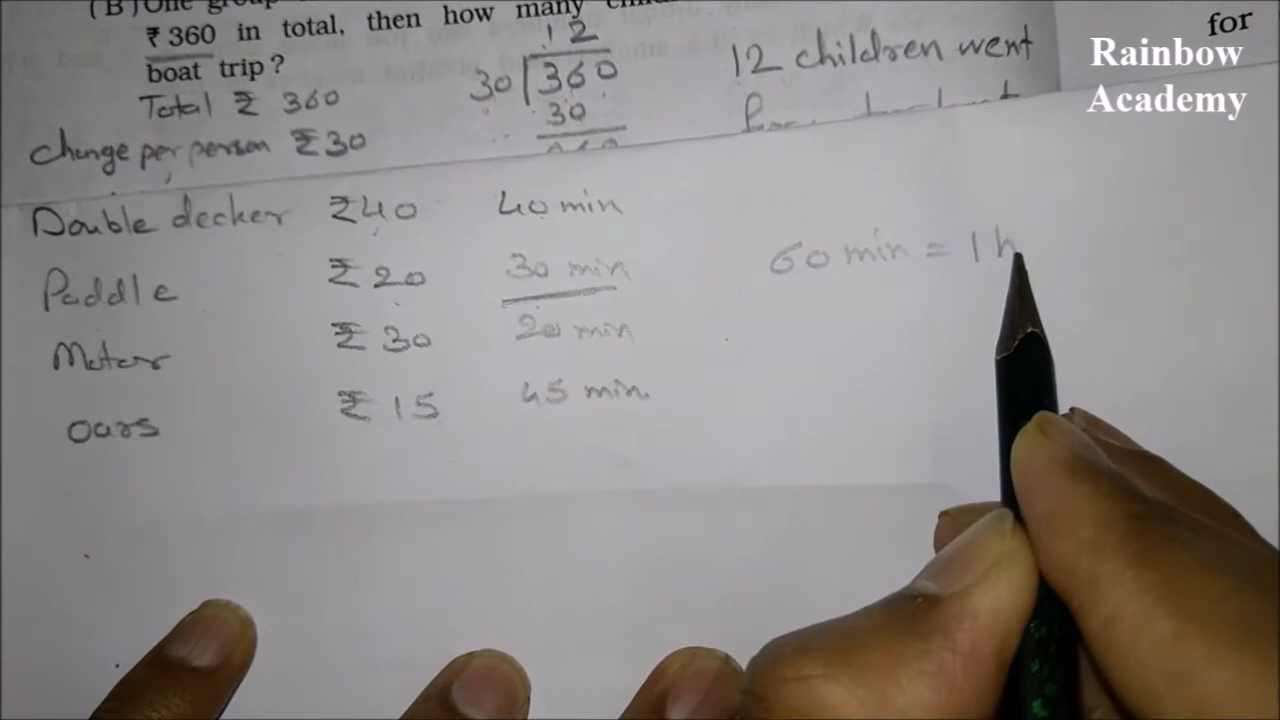 (B) One group
₹ 360 in total, then how many
boat trip ?
for
Rainbow
Academy
Total ₹ 360
Change per person ₹ 30
12
30 360
30
12 children went
Double decker ₹40 40 min
Paddle ₹ 20 30 min
Motor ₹ 30 20 min
Oars ₹ 15 45 min.
60 min = 1 h